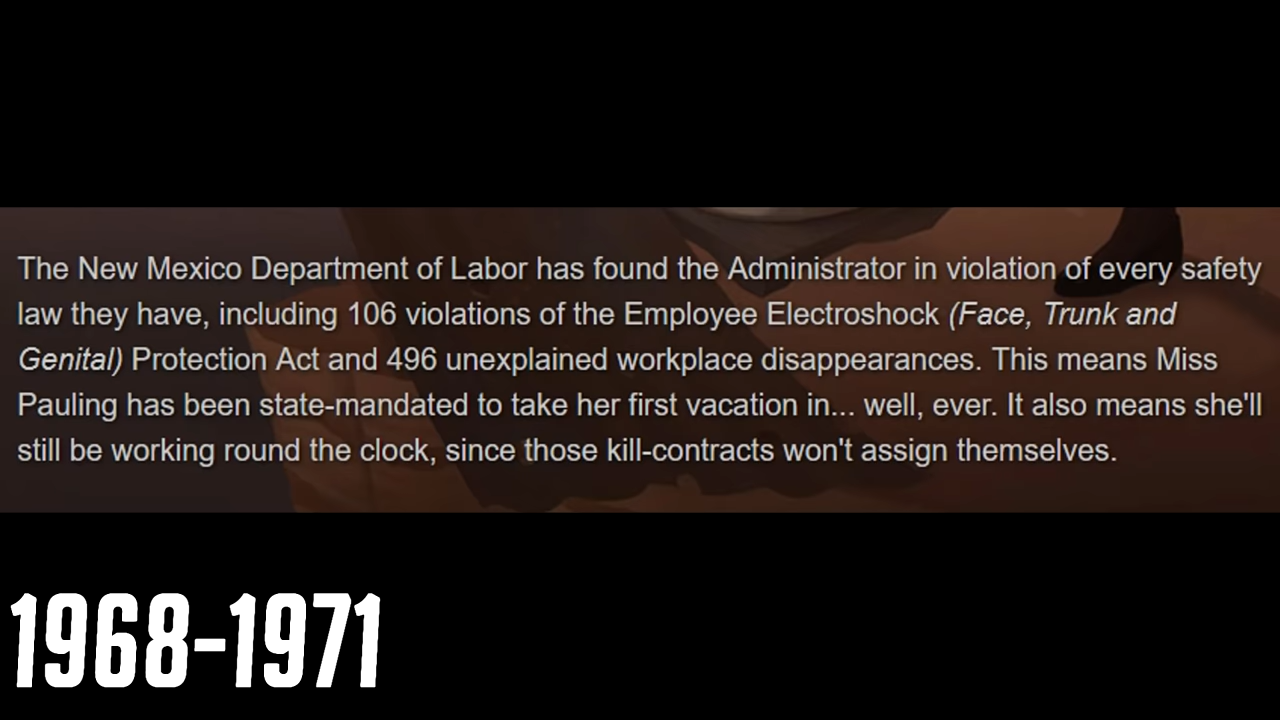 The New Mexico Department of Labor has found the Administrator in violation of every safety
law they have, including 106 violations of the Employee Electroshock (Face, Trunk and
Genital) Protection Act and 496 unexplained workplace disappearances. This means Miss
Pauling has been state-mandated to take her first vacation in... well, ever. It also means she'll
still be working round the clock, since those kill-contracts won't assign themselves.
1968-1971